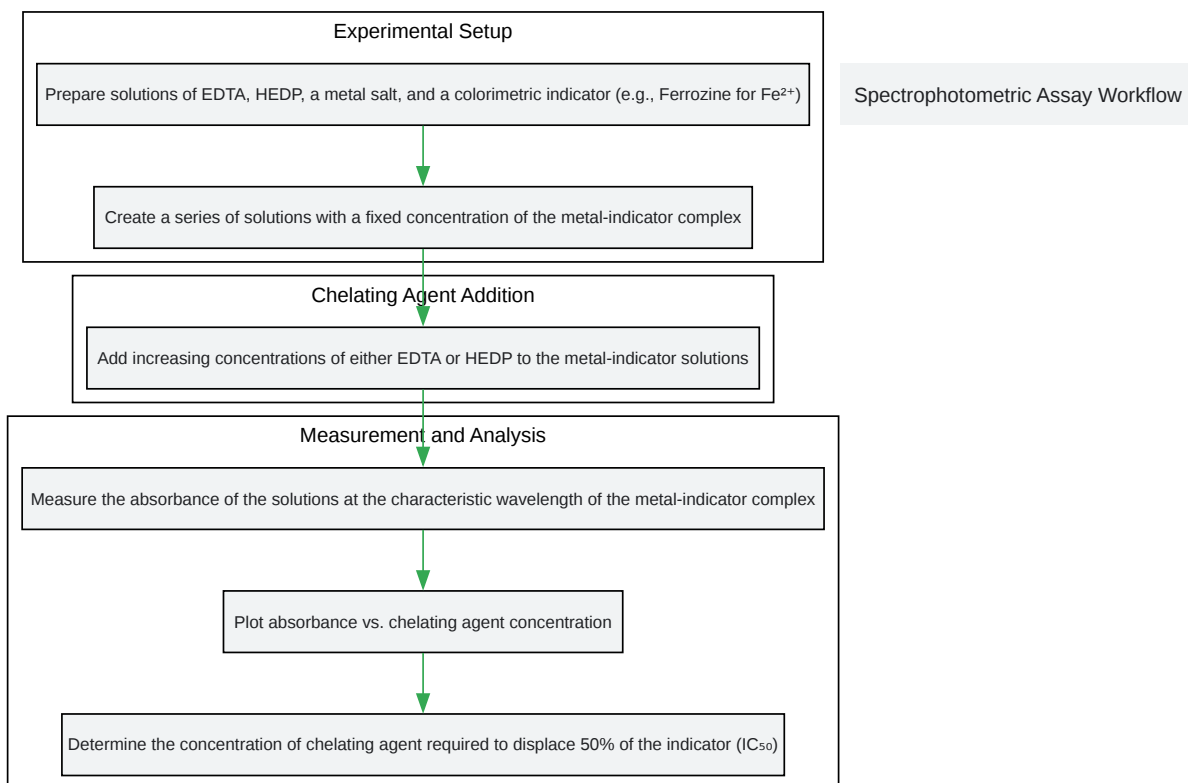 Experimental Setup
Prepare solutions of EDTA, HEDP, a metal salt, and a colorimetric indicator (e.g., Ferrozine for Fe²⁺)
Spectrophotometric Assay Workflow
Create a series of solutions with a fixed concentration of the metal-indicator complex
Chelating Agent Addition
Add increasing concentrations of either EDTA or HEDP to the metal-indicator solutions
Measurement and Analysis
Measure the absorbance of the solutions at the characteristic wavelength of the metal-indicator complex
Plot absorbance vs. chelating agent concentration
Determine the concentration of chelating agent required to displace 50% of the indicator (IC₅₀)